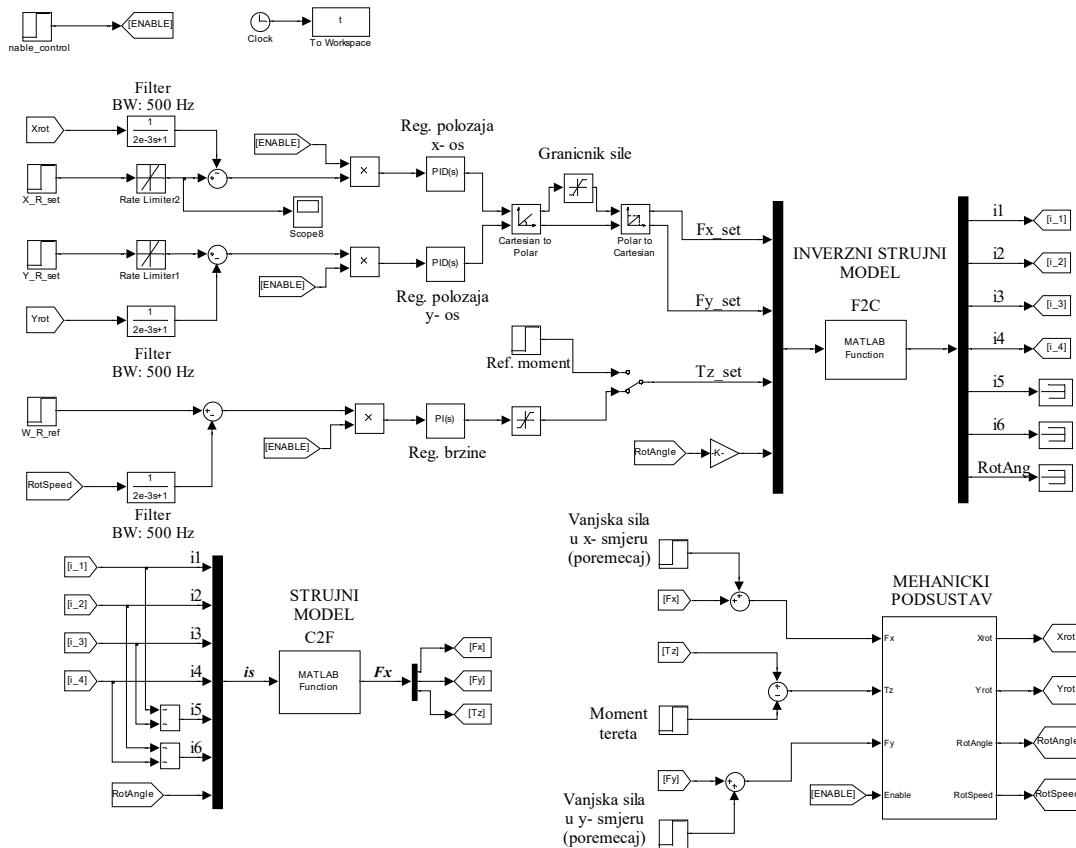 [ENABLE]
nable_control
Clock
t
To Workspace
Filter
BW: 500 Hz
Xrot
1
2e-3s+1
X_R_set
Rate Limiter2
Scope8
[ENABLE]
×
Reg. polozaja
x- os
PID(s)
Granicnik sile
Cartesian to
Polar
Polar to
Cartesian
Y_R_set
Rate Limiter1
[ENABLE]
×
PID(s)
Reg. polozaja
y- os
Yrot
1
2e-3s+1
Filter
BW: 500 Hz
Fx_set
Fy_set
Tz_set
Ref. moment
W_R_ref
[ENABLE]
×
PI(s)
Reg. brzine
RotSpeed
1
2e-3s+1
Filter
BW: 500 Hz
RotAngle
-K-
INVERZNI STRUJNI
MODEL
F2C
MATLAB
Function
i1
[i_1]
i2
[i_2]
i3
[i_3]
i4
[i_4]
i5
i6
RotAng
[i_1]
i1
[i_2]
i2
[i_3]
i3
[i_4]
i4
i5
i6
RotAngle
is
STRUJNI
MODEL
C2F
MATLAB
Function
Fx
[Fx]
[Fy]
[Tz]
Vanjska sila
u x- smjeru
(poremecaj)
[Fx]
[Tz]
Moment
tereta
[Fy]
Vanjska sila
u y- smjeru
(poremecaj)
[ENABLE]
MEHANICKI
PODSUSTAV
Fx
Tz
Fy
Enable
Xrot
Yrot
RotAngle
RotSpeed
Xrot
Yrot
RotAngle
RotSpeed